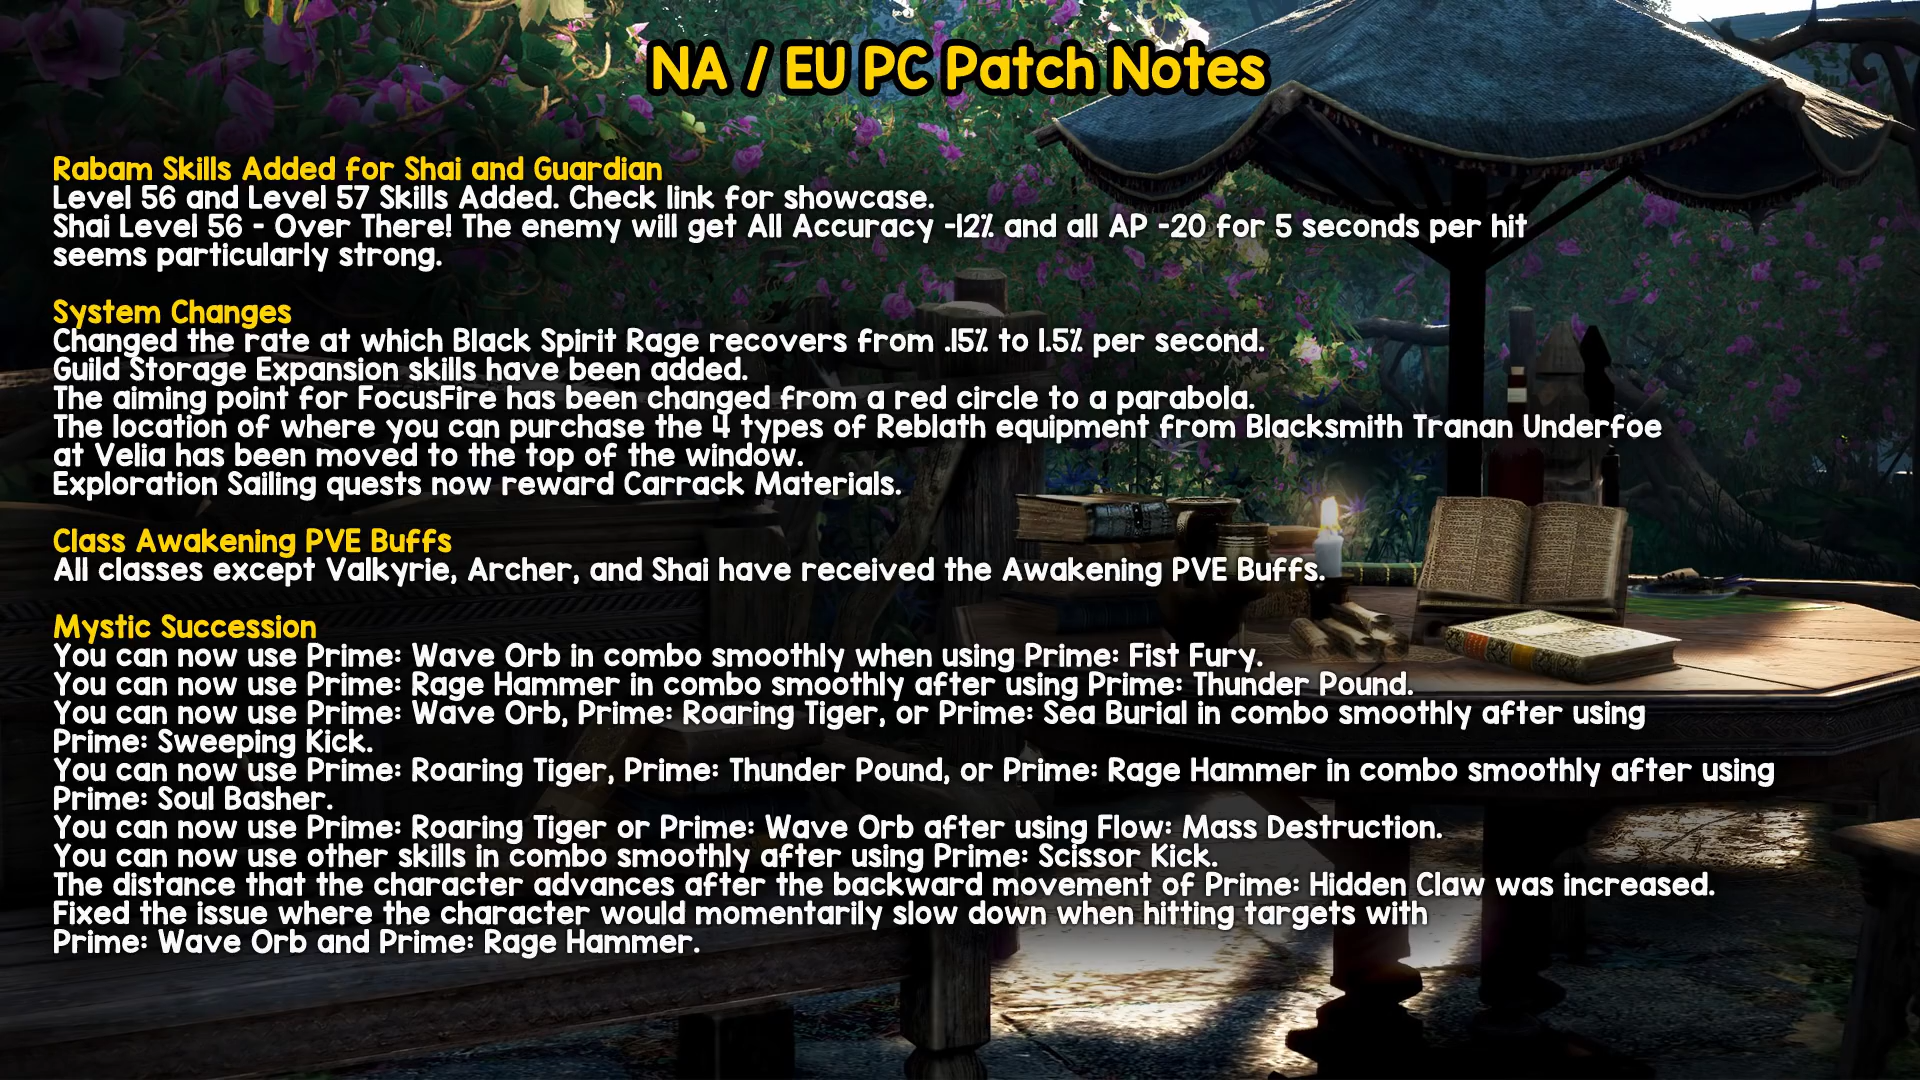 NA / EU PC Patch Notes
Rabam Skills Added for Shai and Guardian
Level 56 and Level 57 Skills Added. Check link for showcase.
Shai Level 56 - Over There! The enemy will get All Accuracy -12% and all AP -20 for 5 seconds per hit
seems particularly strong.
System Changes
Changed the rate at which Black Spirit Rage recovers from .15% to 1.5% per second.
Guild Storage Expansion skills have been added.
The aiming point for FocusFire has been changed from a red circle to a parabola.
The location of where you can purchase the 4 types of Reblath equipment from Blacksmith Tranan Underfoe
at Velia has been moved to the top of the window.
Exploration Sailing quests now reward Carrack Materials.
Class Awakening PVE Buffs
All classes except Valkyrie, Archer, and Shai have received the Awakening PVE Buffs.
Mystic Succession
You can now use Prime: Wave Orb in combo smoothly when using Prime: Fist Fury.
You can now use Prime: Rage Hammer in combo smoothly after using Prime: Thunder Pound.
You can now use Prime: Wave Orb, Prime: Roaring Tiger, or Prime: Sea Burial in combo smoothly after using
Prime: Sweeping Kick.
You can now use Prime: Roaring Tiger, Prime: Thunder Pound, or Prime: Rage Hammer in combo smoothly after using
Prime: Soul Basher.
You can now use Prime: Roaring Tiger or Prime: Wave Orb after using Flow: Mass Destruction.
You can now use other skills in combo smoothly after using Prime: Scissor Kick.
The distance that the character advances after the backward movement of Prime: Hidden Claw was increased.
Fixed the issue where the character would momentarily slow down when hitting targets with
Prime: Wave Orb and Prime: Rage Hammer.